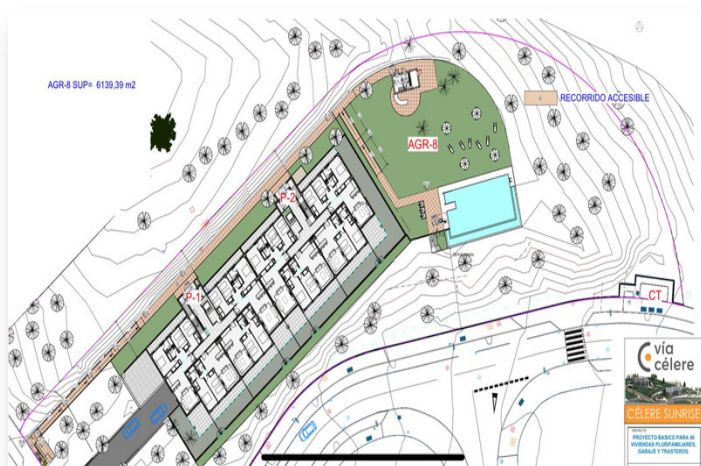 AGR-8 SUP= 6139,39 m2
RECORRIDO ACCESIBLE
AGR-8
P-2
P-1
CT
vía
célere
CÉLERE SUNRISE
PROYECTO BASICO PARA 46
VIVIENDAS PLURIFAMILIARES,
GARAJE Y TRASTEROS.